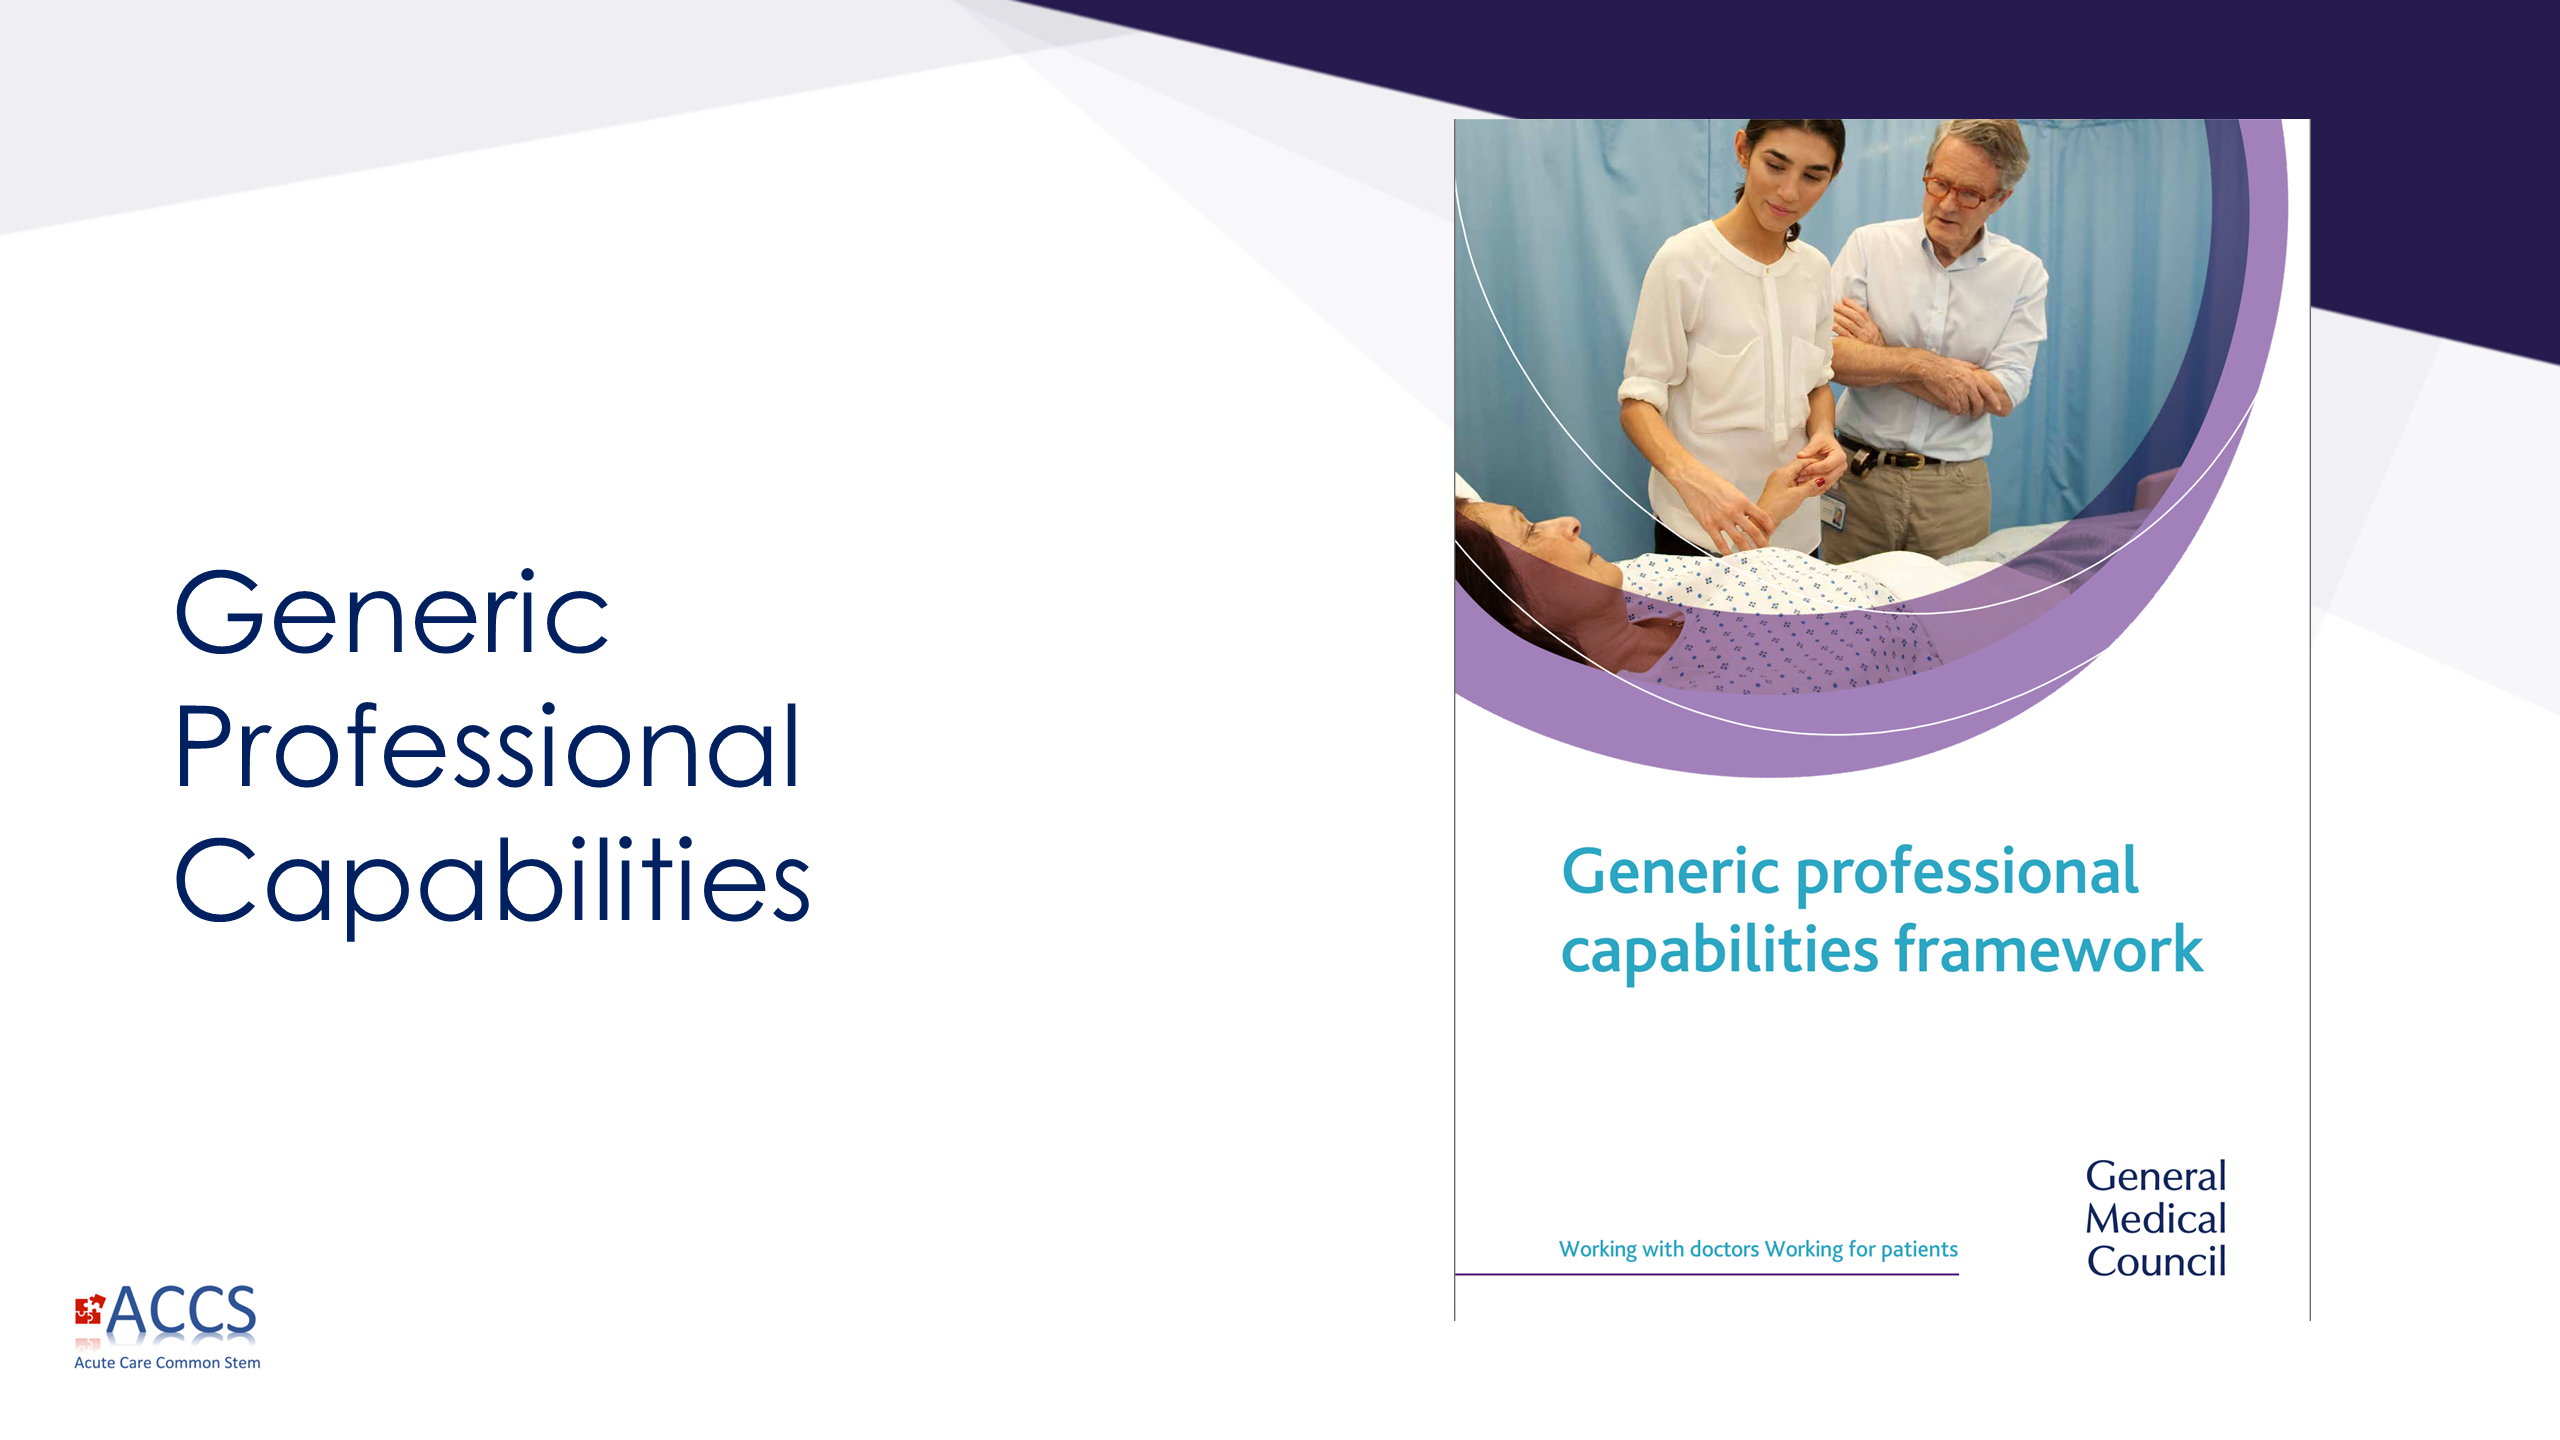 Generic
Professional
Capabilities
Generic professional
capabilities framework
Working with doctors Working for patients
General
Medical
Council
ACCS
Acute Care Common Stem